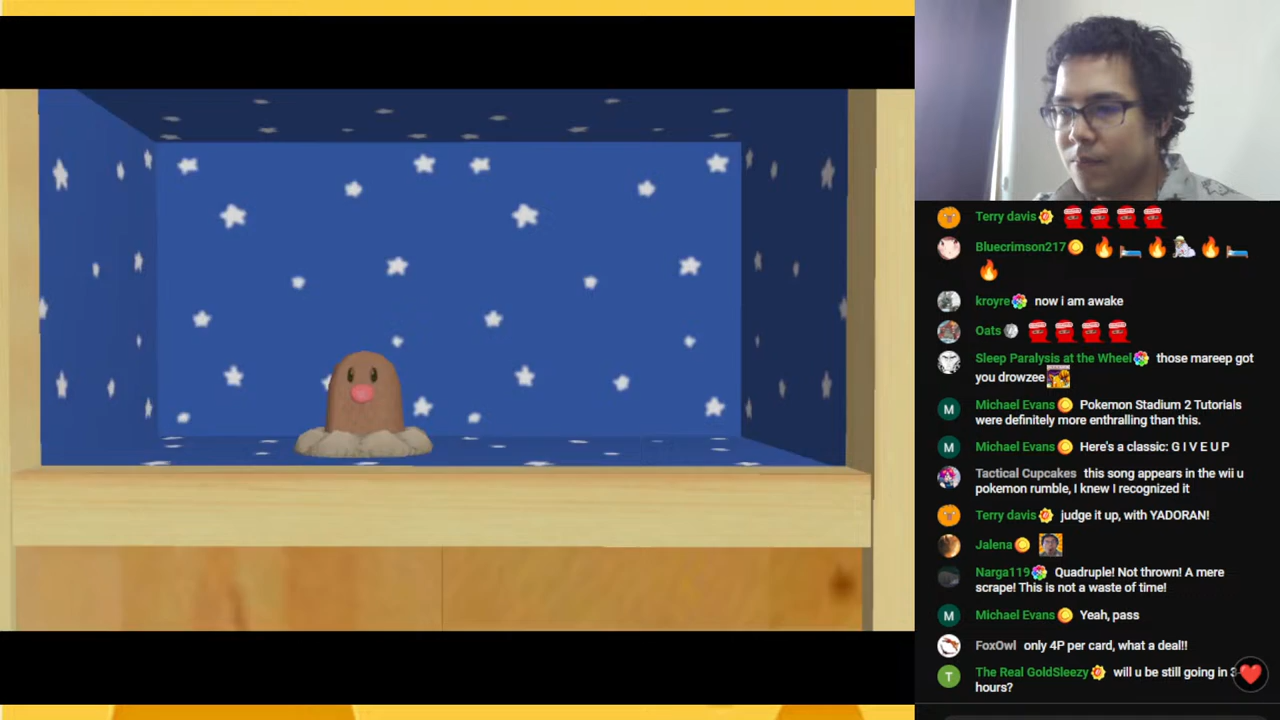 Terry davis
Bluecrimson217
kroyre now i am awake
Oats
Sleep Paralysis at the Wheel those mareep got
you drowzee
M Michael Evans Pokemon Stadium 2 Tutorials
were definitely more enthralling than this.
M Michael Evans Here's a classic: G I V E U P
Tactical Cupcakes this song appears in the wii u
pokemon rumble, I knew I recognized it
Terry davis judge it up, with YADORAN!
Jalena
Narga119 Quadruple! Not thrown! A mere
scrape! This is not a waste of time!
M Michael Evans Yeah, pass
FoxOwl only 4P per card, what a deal!!
T The Real GoldSleezy will u be still going in 3
hours?